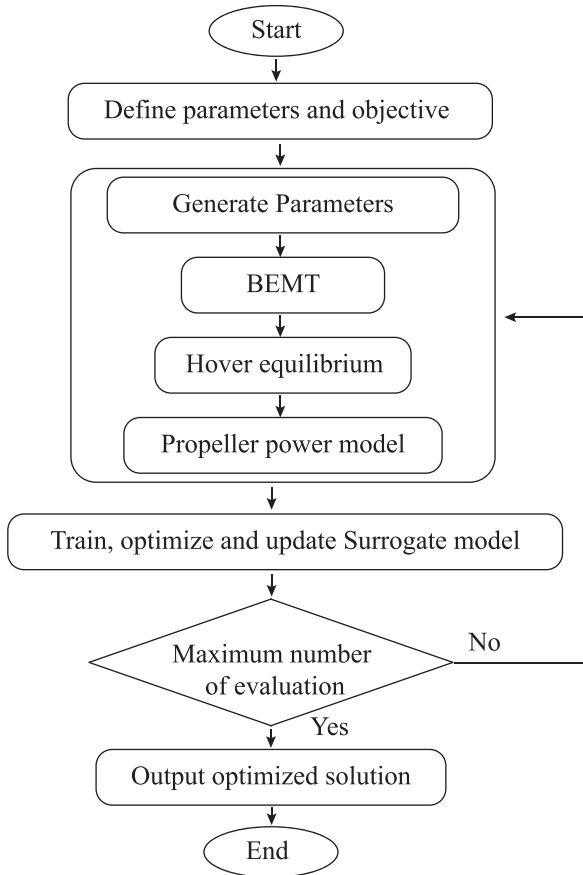 Start
Define parameters and objective
Generate Parameters
BEMT
Hover equilibrium
Propeller power model
Train, optimize and update Surrogate model
Maximum number
of evaluation
No
Yes
Output optimized solution
End